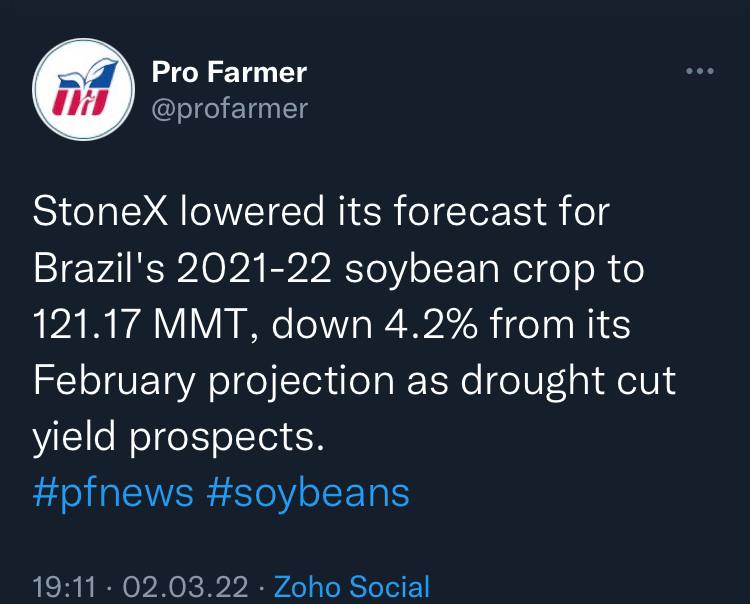 Pro Farmer
@profarmer
StoneX lowered its forecast for
Brazil's 2021-22 soybean crop to
121.17 MMT, down 4.2% from its
February projection as drought cut
yield prospects.
#pfnews #soybeans
19:11 · 02.03.22 · Zoho Social